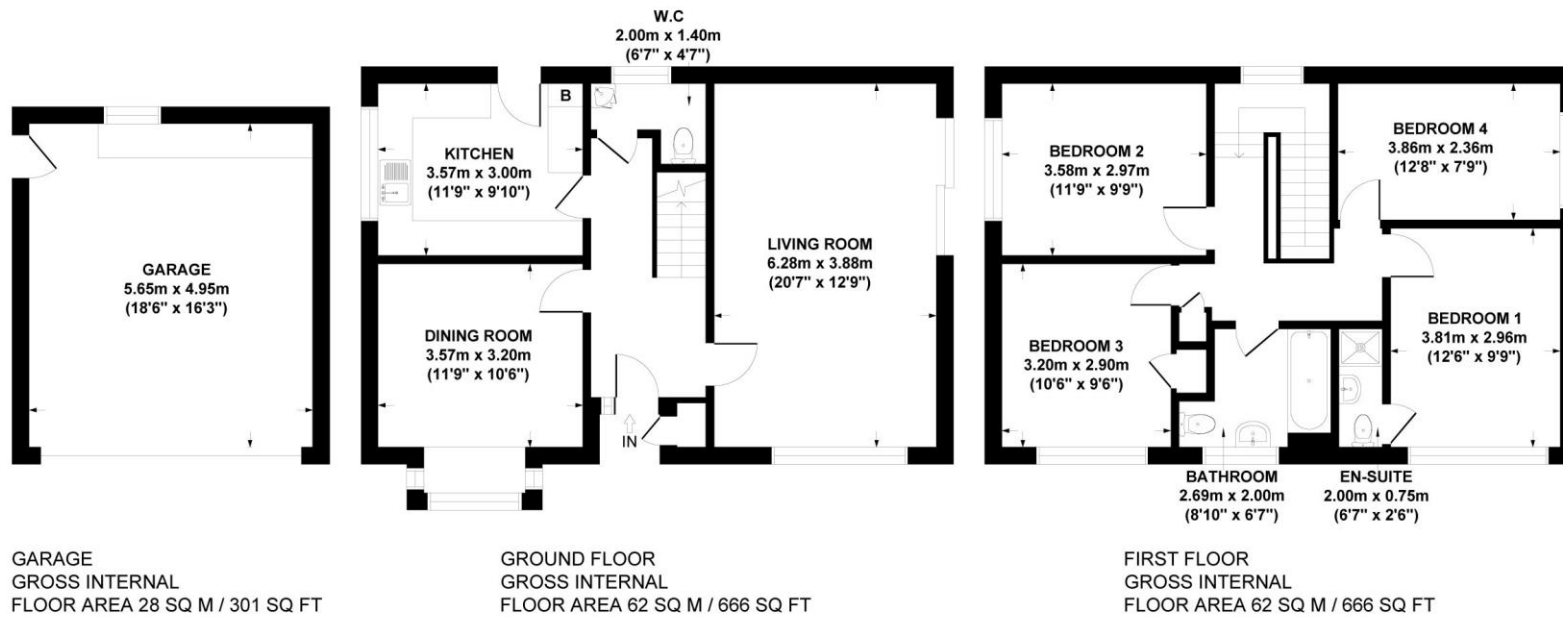 W.C
2.00m x 1.40m
(6'7" x 4'7")
B
KITCHEN
3.57m x 3.00m
(11'9" x 9'10")
GARAGE
5.65m x 4.95m
(18'6" x 16'3")
DINING ROOM
3.57m x 3.20m
(11'9" x 10'6")
LIVING ROOM
6.28m x 3.88m
(20'7" x 12'9")
IN
BEDROOM 2
3.58m x 2.97m
(11'9" x 9'9")
BEDROOM 4
3.86m x 2.36m
(12'8" x 7'9")
BEDROOM 3
3.20m x 2.90m
(10'6" x 9'6")
BEDROOM 1
3.81m x 2.96m
(12'6" x 9'9")
BATHROOM
2.69m x 2.00m
(8'10" x 6'7")
EN-SUITE
2.00m x 0.75m
(6'7" x 2'6")
GARAGE
GROSS INTERNAL
FLOOR AREA 28 SQ M / 301 SQ FT
GROUND FLOOR
GROSS INTERNAL
FLOOR AREA 62 SQ M / 666 SQ FT
FIRST FLOOR
GROSS INTERNAL
FLOOR AREA 62 SQ M / 666 SQ FT